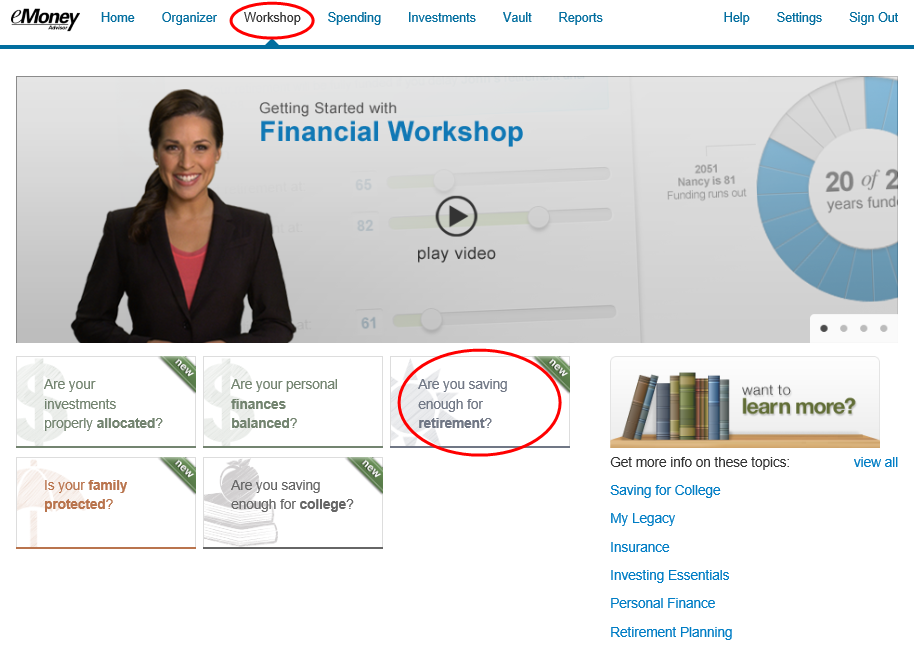 eMoney
Advisor
Home Organizer Workshop Spending Investments Vault Reports Help Settings Sign Out
Getting Started with
Financial Workshop
65
82
61
play video
2051
Nancy is 81
Funding runs out
20 of 2
years funde
Are your
investments
properly allocated?
new
Are your personal
finances
balanced?
Are you saving
enough for
retirement?
new
want to
learn more?
Is your family
protected?
new
Are you saving
enough for college?
new
Get more info on these topics: view all
Saving for College
My Legacy
Insurance
Investing Essentials
Personal Finance
Retirement Planning